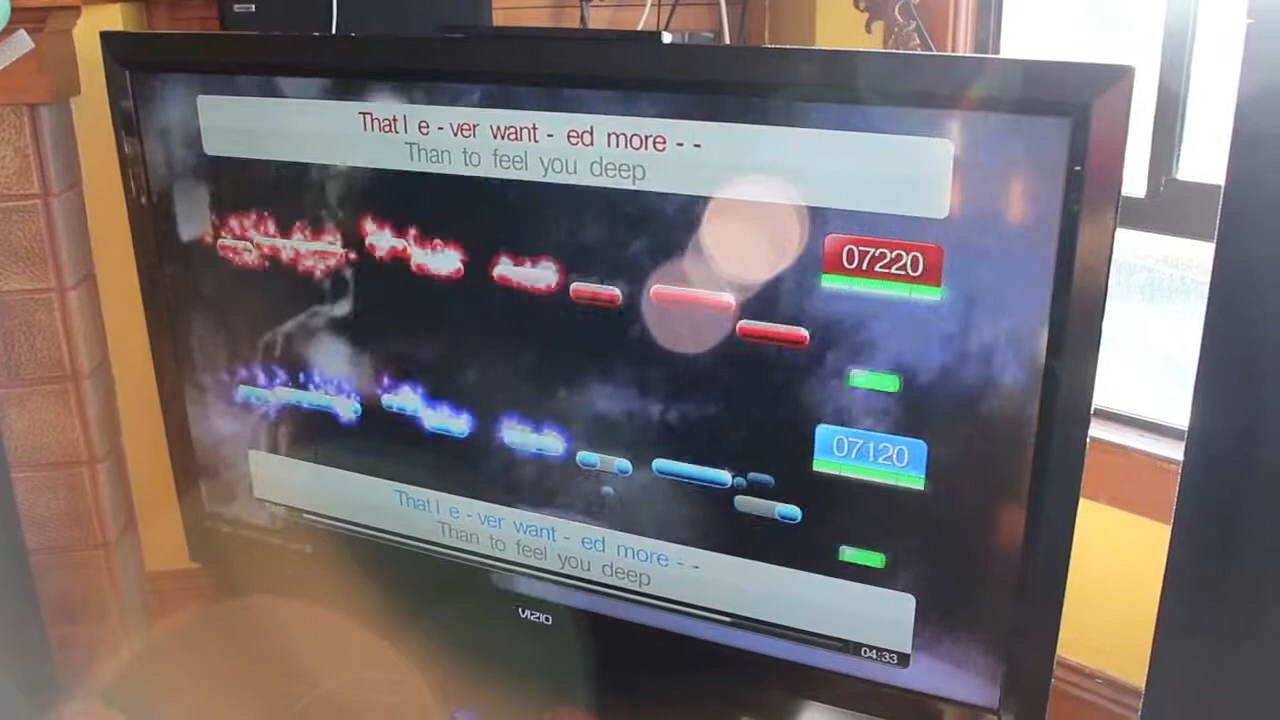 That I e - ver want - ed more - -
Than to feel you deep
07220
07120
That I e - ver want - ed more - -
Than to feel you deep
04:33
VIZIO